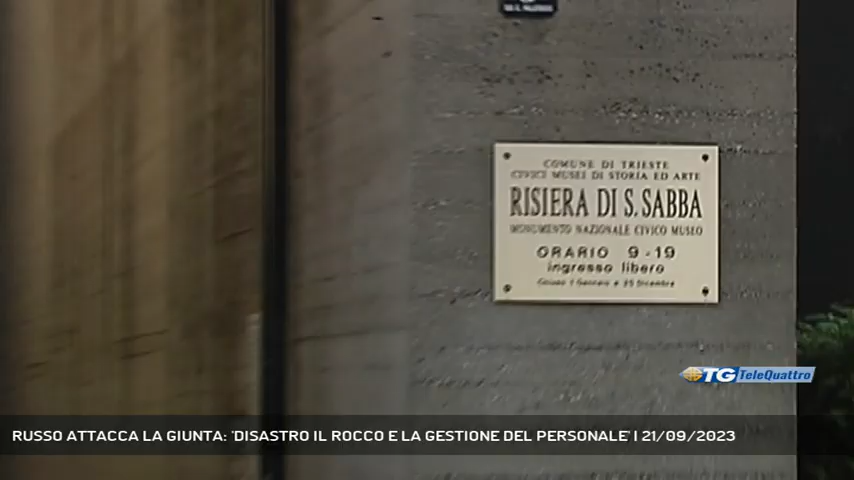 COMUNE DI TRIESTE
CIVICI MUSEI DI STORIA ED ARTE
RISIERA DI S. SABBA
MONUMENTO NAZIONALE CIVICO MUSEO
ORARIO 9-19
ingresso libero
Chiuso 1 Gennaio e 25 Dicembre
TG TeleQuattro
RUSSO ATTACCA LA GIUNTA: 'DISASTRO IL ROCCO E LA GESTIONE DEL PERSONALE' | 21/09/2023